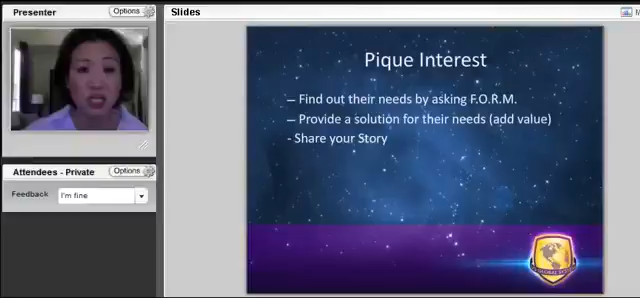 Presenter
Options
Slides
Pique Interest
– Find out their needs by asking F.O.R.M.
– Provide a solution for their needs (add value)
- Share your Story
Attendees - Private
Options
Feedback
I'm fine